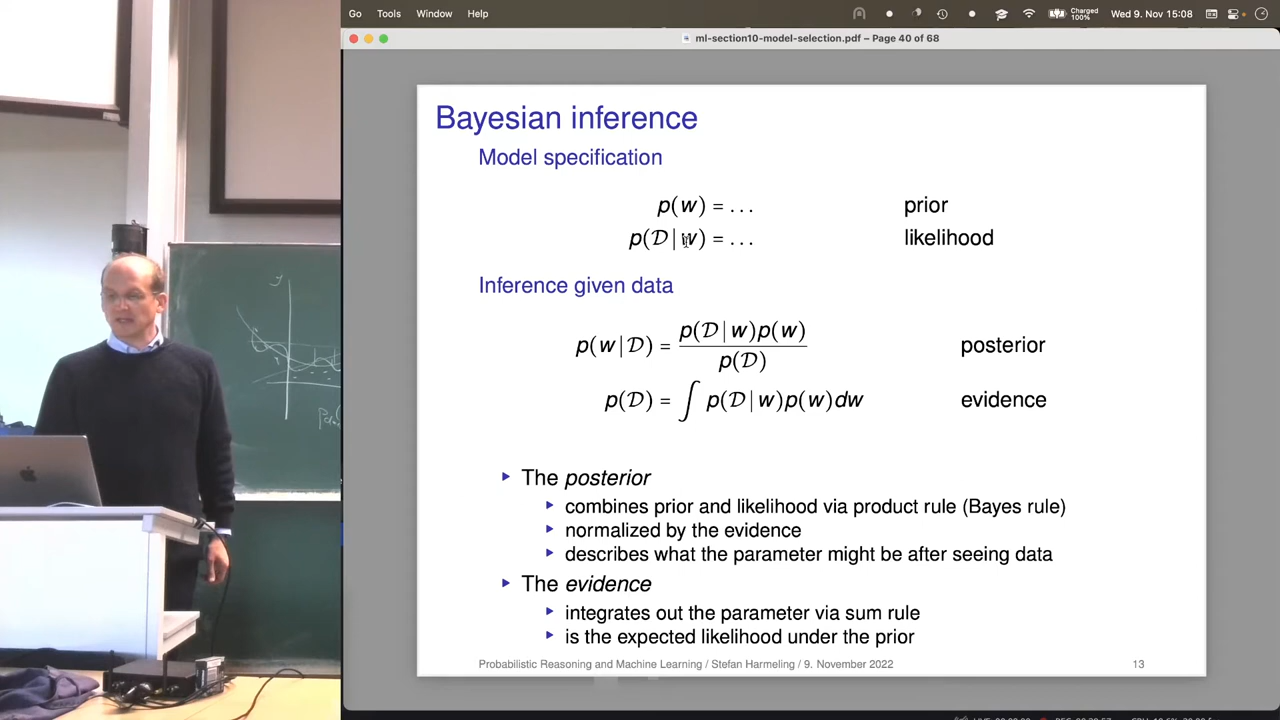 Go Tools Window Help
Charged
100%
Wed 9. Nov 15:08
ml-section10-model-selection.pdf – Page 40 of 68
Bayesian inference
Model specification
p(w) = ... prior
p(𝒟 | w) = ... likelihood
Inference given data
p(w | 𝒟) = p(𝒟 | w)p(w) / p(𝒟) posterior
p(𝒟) = ∫ p(𝒟 | w)p(w)dw evidence
▸ The posterior
▸ combines prior and likelihood via product rule (Bayes rule)
▸ normalized by the evidence
▸ describes what the parameter might be after seeing data
▸ The evidence
▸ integrates out the parameter via sum rule
▸ is the expected likelihood under the prior
Probabilistic Reasoning and Machine Learning / Stefan Harmeling / 9. November 2022 13